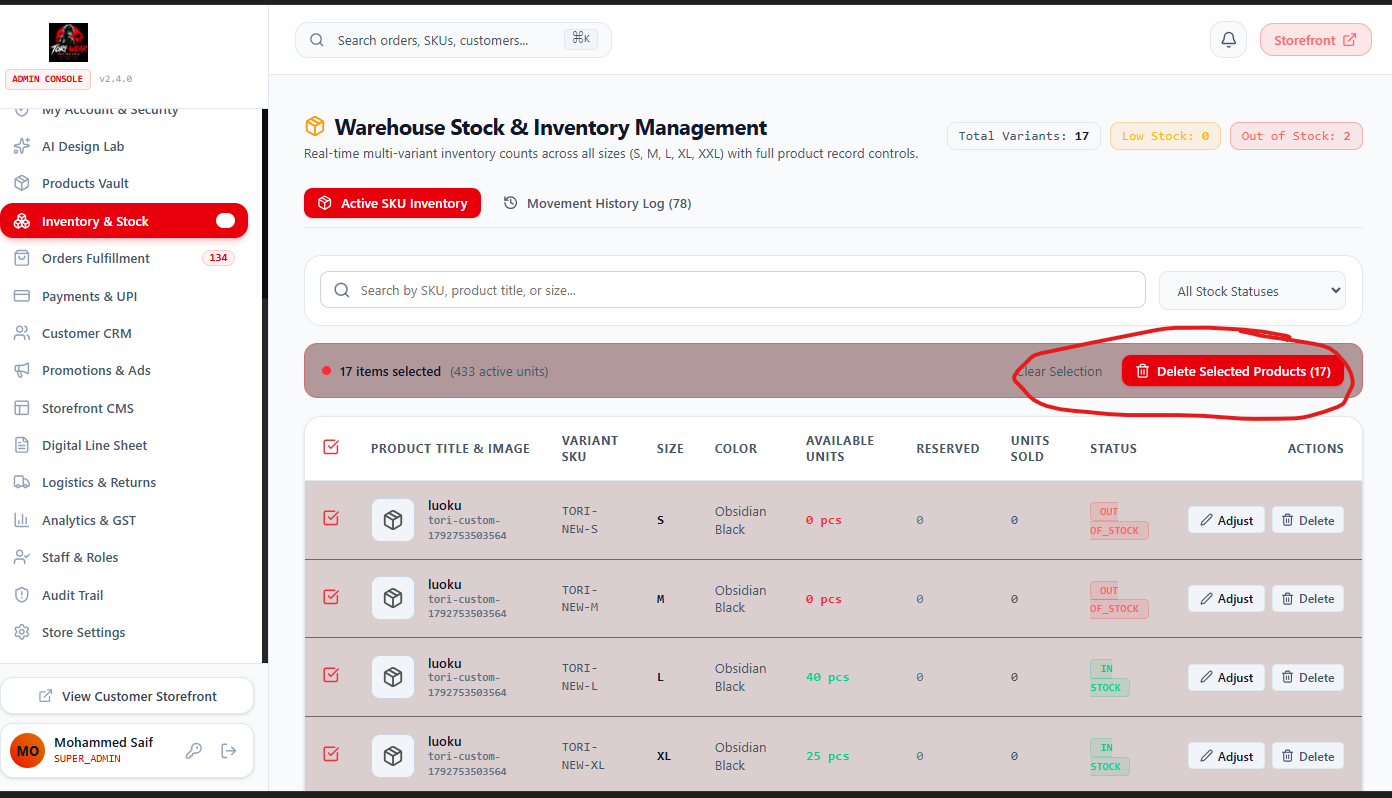 TORI WEAR
ADMIN CONSOLE v2.4.0
Search orders, SKUs, customers... ⌘K
Storefront
My Account & Security
AI Design Lab
Products Vault
Inventory & Stock
Orders Fulfillment 134
Payments & UPI
Customer CRM
Promotions & Ads
Storefront CMS
Digital Line Sheet
Logistics & Returns
Analytics & GST
Staff & Roles
Audit Trail
Store Settings
View Customer Storefront
MO
Mohammed Saif
SUPER_ADMIN
Warehouse Stock & Inventory Management
Real-time multi-variant inventory counts across all sizes (S, M, L, XL, XXL) with full product record controls.
Total Variants: 17
Low Stock: 0
Out of Stock: 2
Active SKU Inventory
Movement History Log (78)
Search by SKU, product title, or size...
All Stock Statuses
17 items selected (433 active units)
Clear Selection
Delete Selected Products (17)
PRODUCT TITLE & IMAGE
VARIANT
SKU
SIZE
COLOR
AVAILABLE
UNITS
RESERVED
UNITS
SOLD
STATUS
ACTIONS
luoku
tori-custom-
1792753503564
TORI-
NEW-S
S
Obsidian
Black
0 pcs
0
0
OUT
OF_STOCK
Adjust
Delete
luoku
tori-custom-
1792753503564
TORI-
NEW-M
M
Obsidian
Black
0 pcs
0
0
OUT
OF_STOCK
Adjust
Delete
luoku
tori-custom-
1792753503564
TORI-
NEW-L
L
Obsidian
Black
40 pcs
0
0
IN
STOCK
Adjust
Delete
luoku
tori-custom-
1792753503564
TORI-
NEW-XL
XL
Obsidian
Black
25 pcs
0
0
IN
STOCK
Adjust
Delete